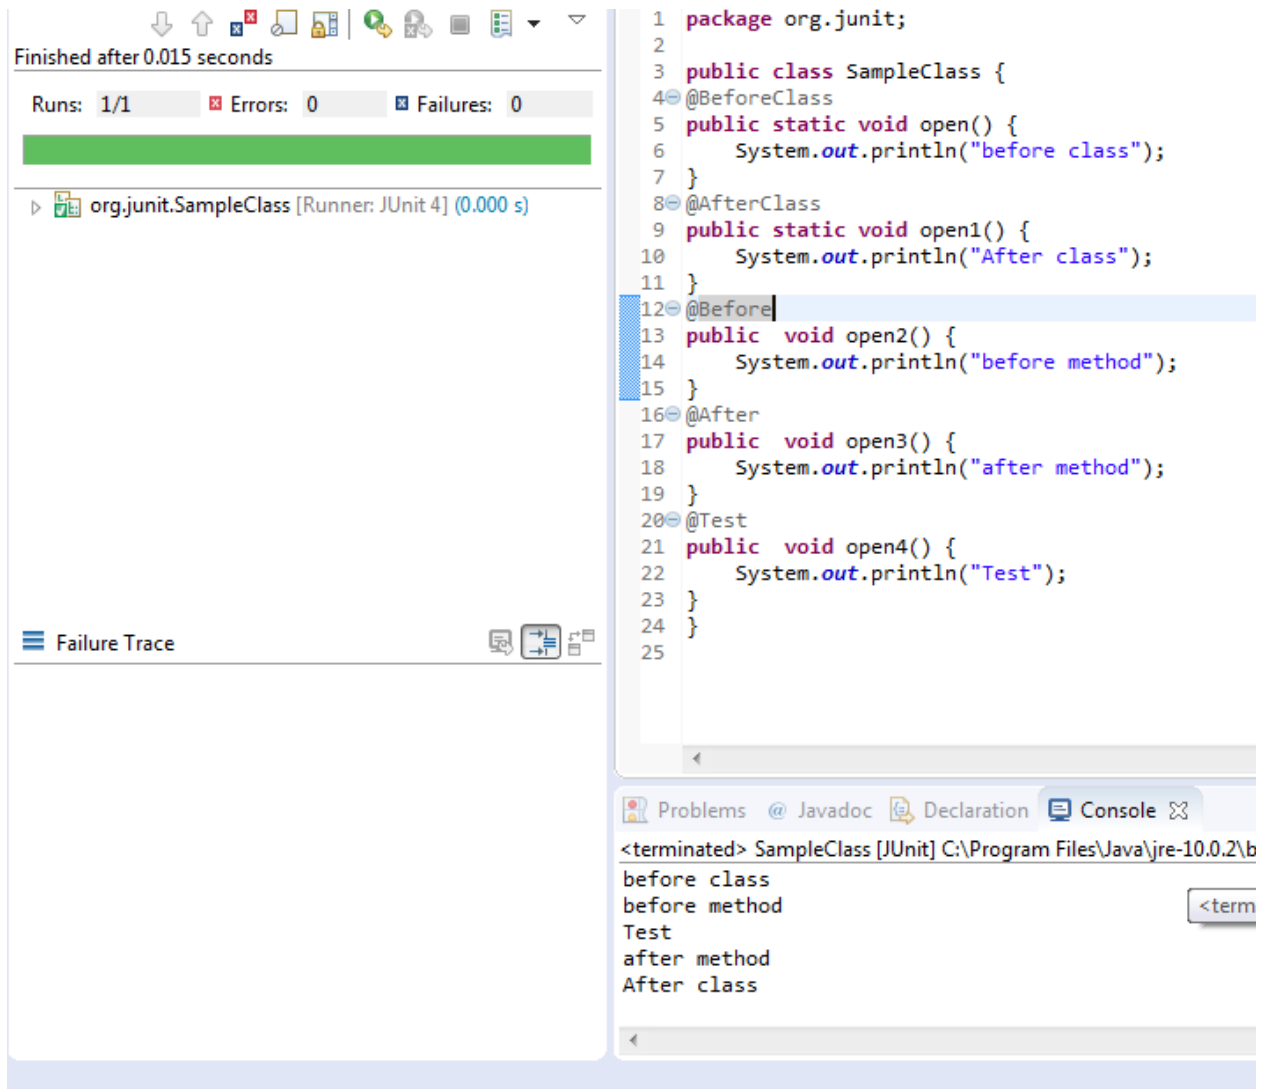 Finished after 0.015 seconds
Runs: 1/1 Errors: 0 Failures: 0
org.junit.SampleClass [Runner: JUnit 4] (0.000 s)
Failure Trace
1 package org.junit;
2
3 public class SampleClass {
4 @BeforeClass
5 public static void open() {
6 System.out.println("before class");
7 }
8 @AfterClass
9 public static void open1() {
10 System.out.println("After class");
11 }
12 @Before
13 public  void open2() {
14 System.out.println("before method");
15 }
16 @After
17 public  void open3() {
18 System.out.println("after method");
19 }
20 @Test
21 public  void open4() {
22 System.out.println("Test");
23 }
24 }
25
Problems @ Javadoc Declaration Console
<terminated> SampleClass [JUnit] C:\Program Files\Java\jre-10.0.2\b
before class
before method
<term
Test
after method
After class